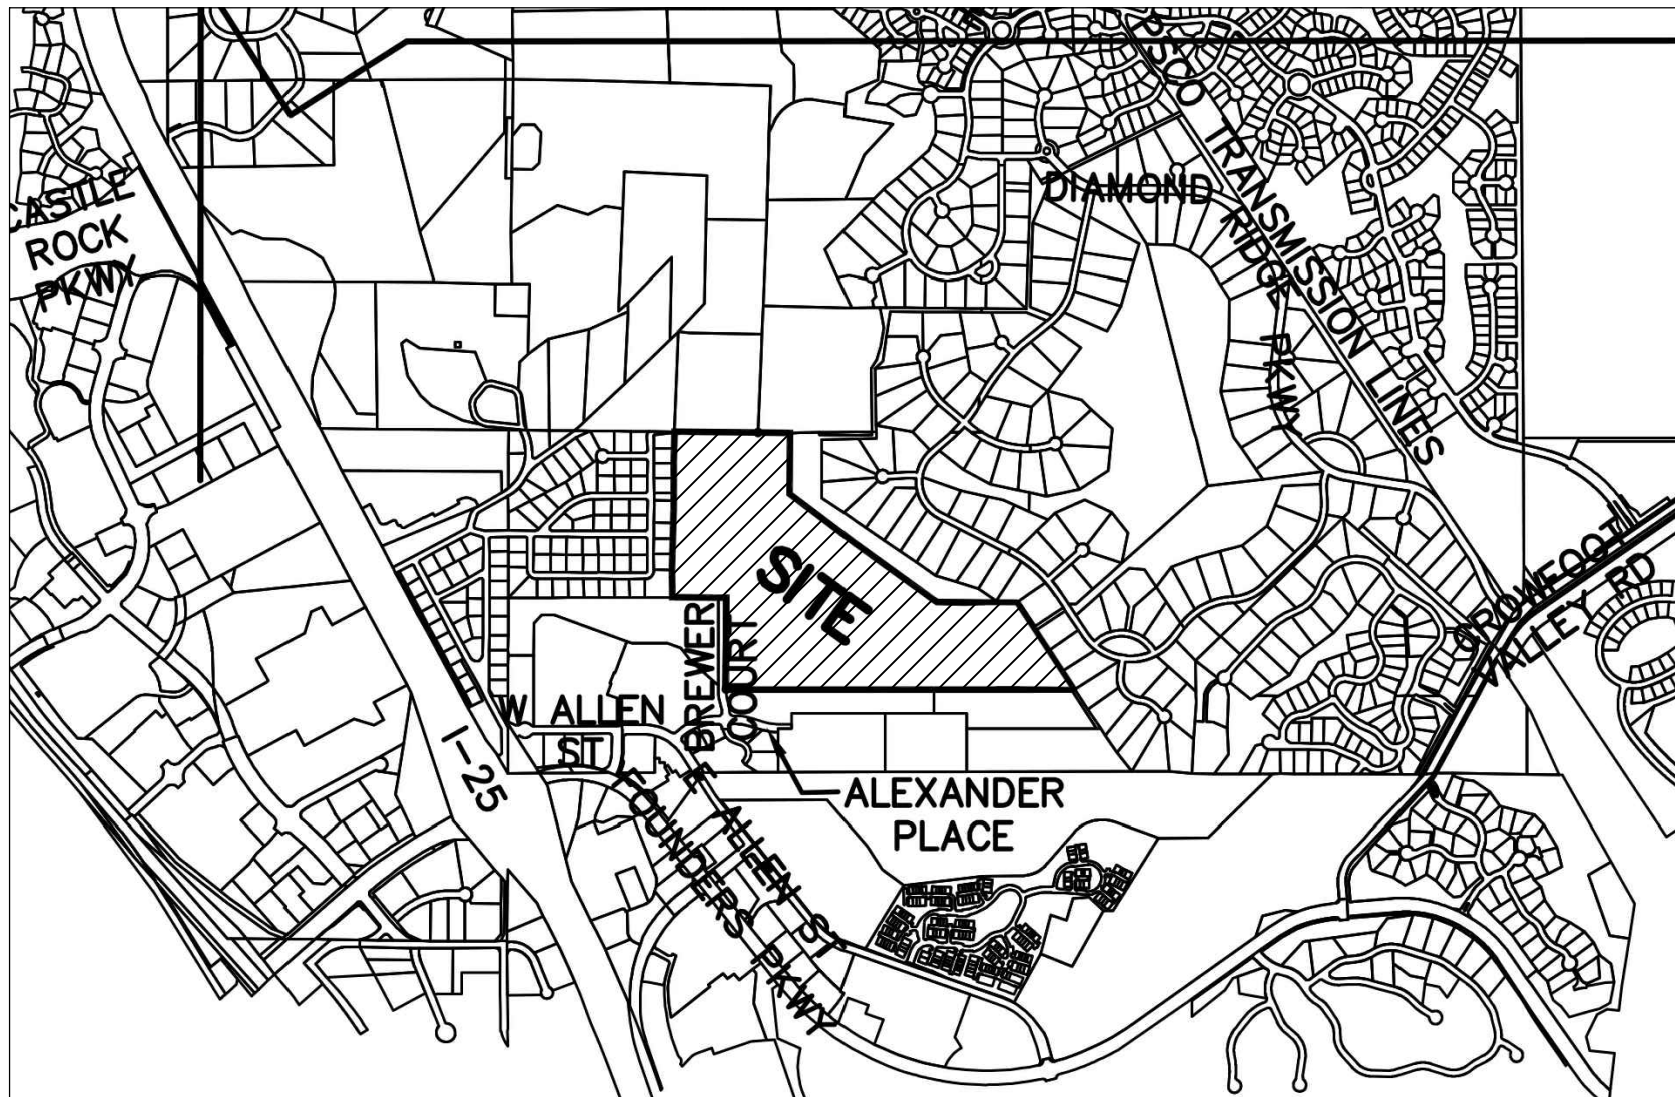 PSCO TRANSMISSION LINES
DIAMOND
RIDGE
PKWY
CASTLE
ROCK
PKWY
CROWFOOT
VALLEY RD
SITE
BREWER
COURT
W ALLEN
ST
I-25
ALEXANDER
PLACE
E ALLEN ST
FOUNDERS PKWY